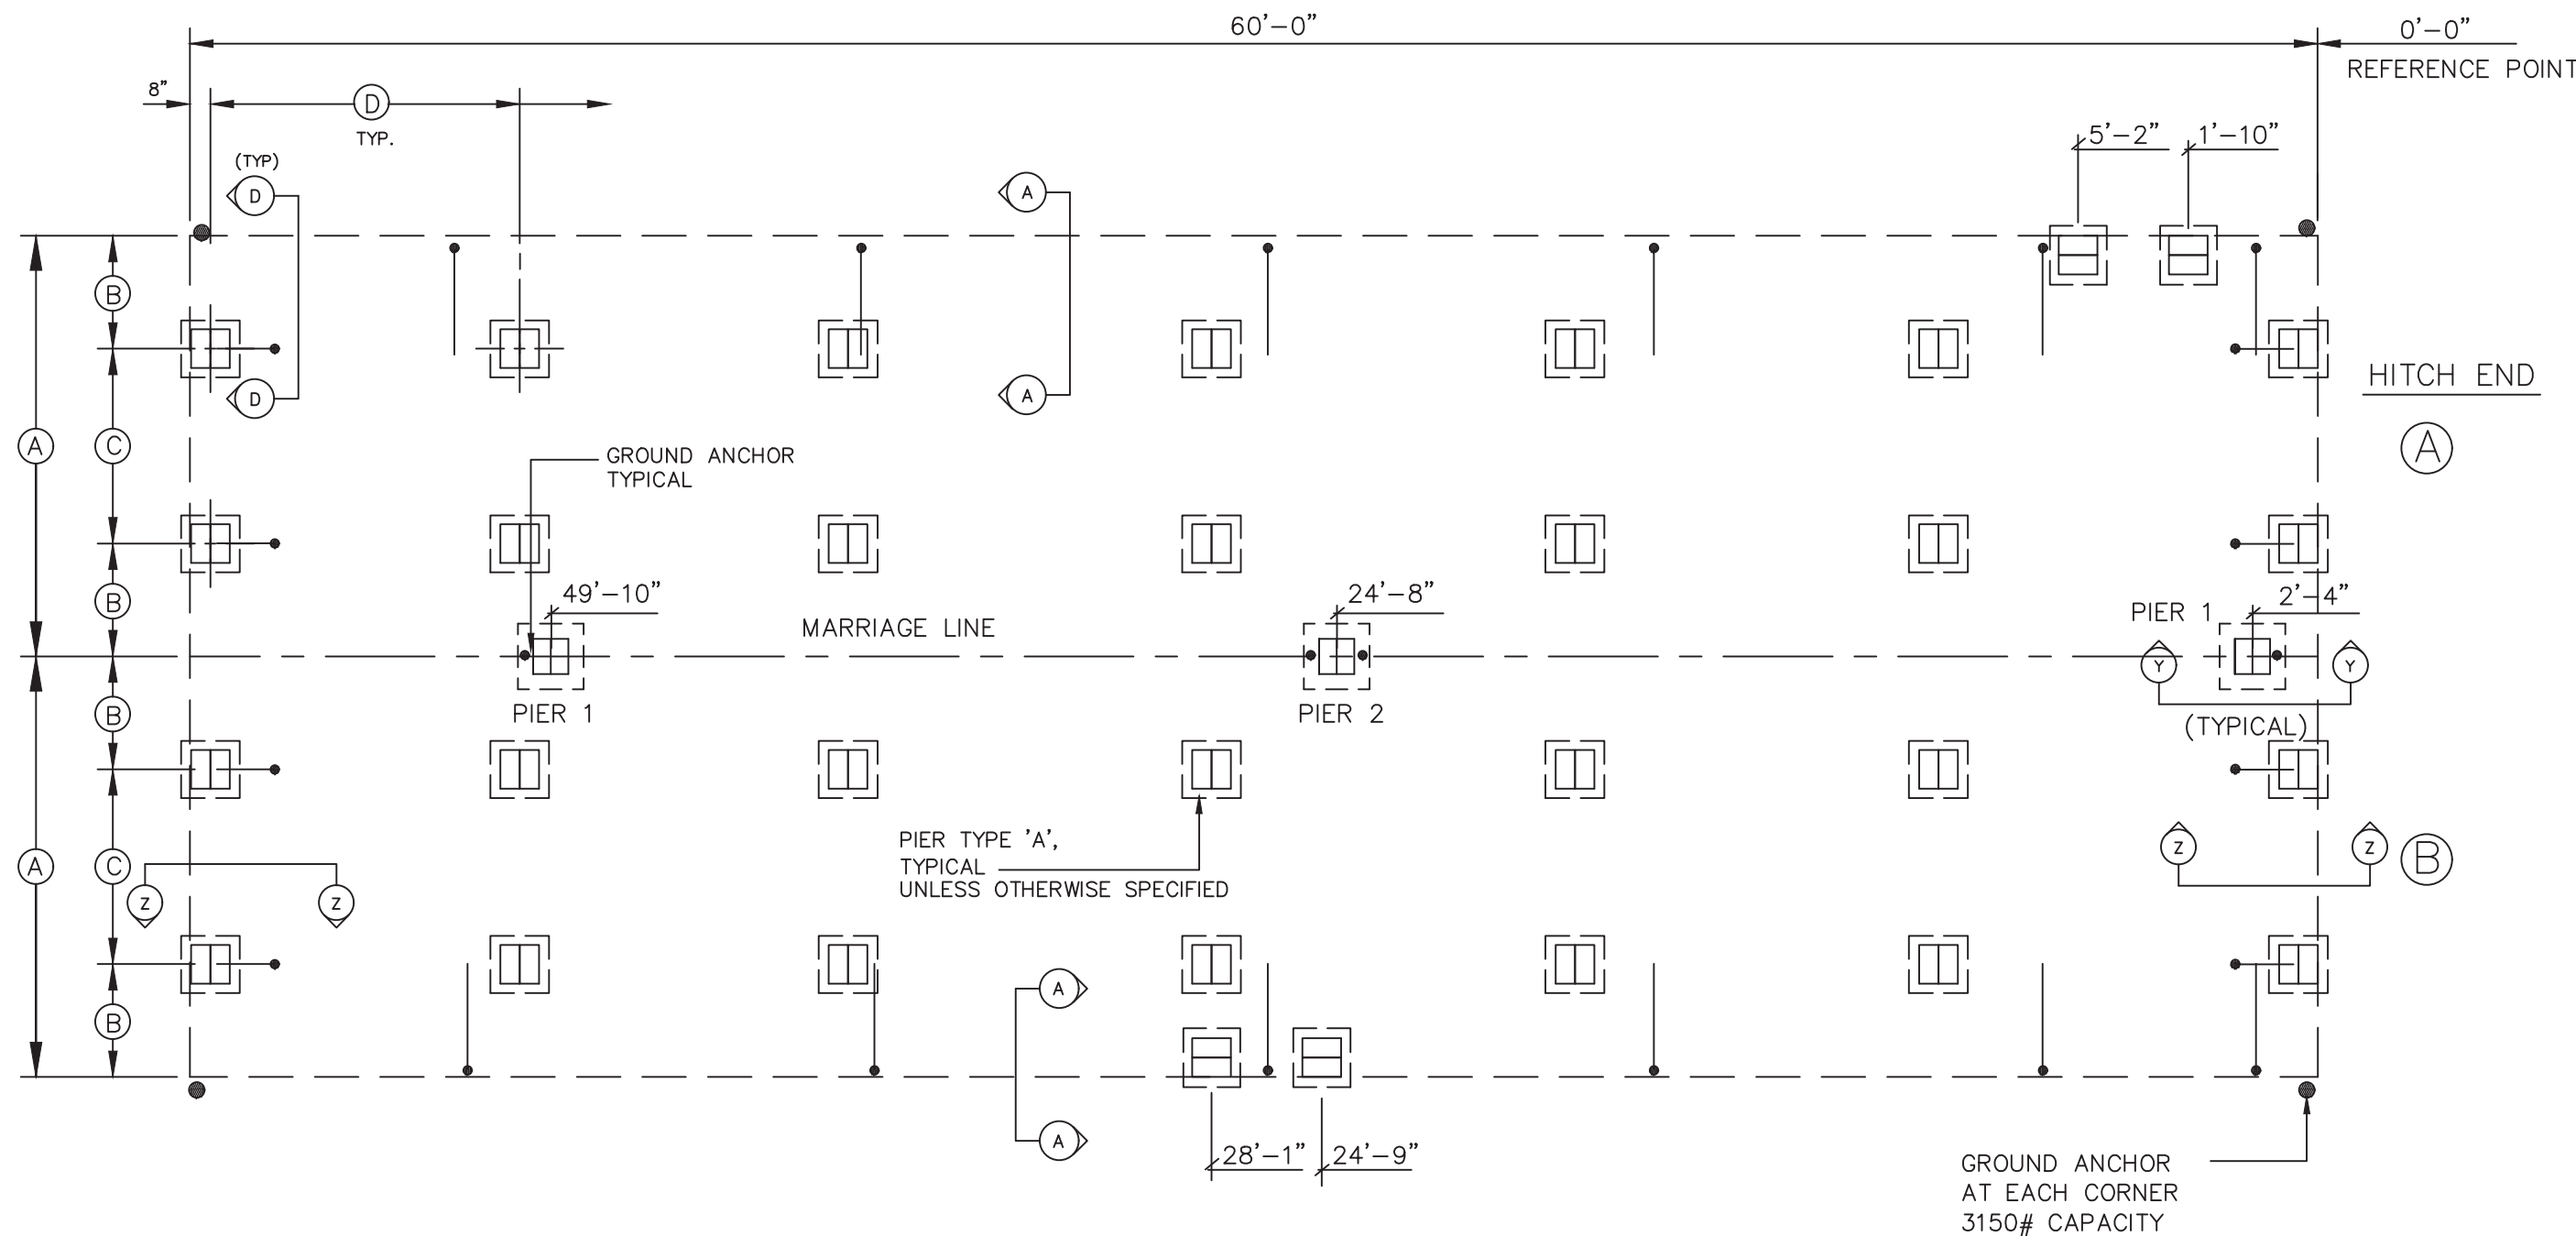 60'-0"
0'-0"
REFERENCE POINT
8"
D
TYP.
(TYP)
D
A
5'-2"
1'-10"
B
D
A
HITCH END
A
C
A
GROUND ANCHOR
TYPICAL
B
49'-10"
24'-8"
2'-4"
PIER 1
MARRIAGE LINE
Y
Y
B
PIER 1
PIER 2
(TYPICAL)
PIER TYPE 'A',
TYPICAL
UNLESS OTHERWISE SPECIFIED
A
C
Z
Z
B
Z
Z
A
B
A
28'-1"
24'-9"
GROUND ANCHOR
AT EACH CORNER
3150# CAPACITY